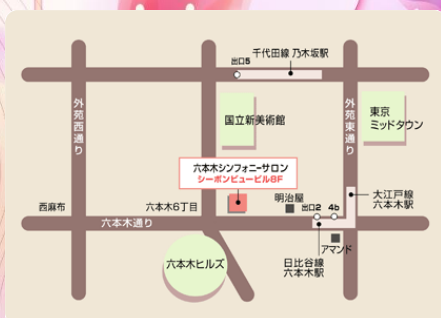 千代田線 乃木坂駅
出口5
外苑西通り
国立新美術館
外苑東通り
東京
ミッドタウン
六本木シンフォニーサロン
シーボンビュービル8F
明治屋
出口2
4b
大江戸線
六本木駅
西麻布
六本木6丁目
六本木通り
アマンド
日比谷線
六本木駅
六本木ヒルズ